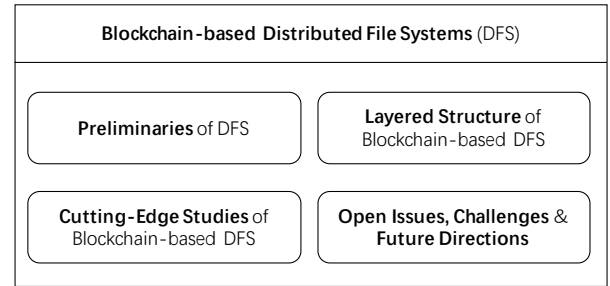 Blockchain-based Distributed File Systems (DFS)
Preliminaries of DFS
Layered Structure of
Blockchain-based DFS
Cutting-Edge Studies of
Blockchain-based DFS
Open Issues, Challenges &
Future Directions